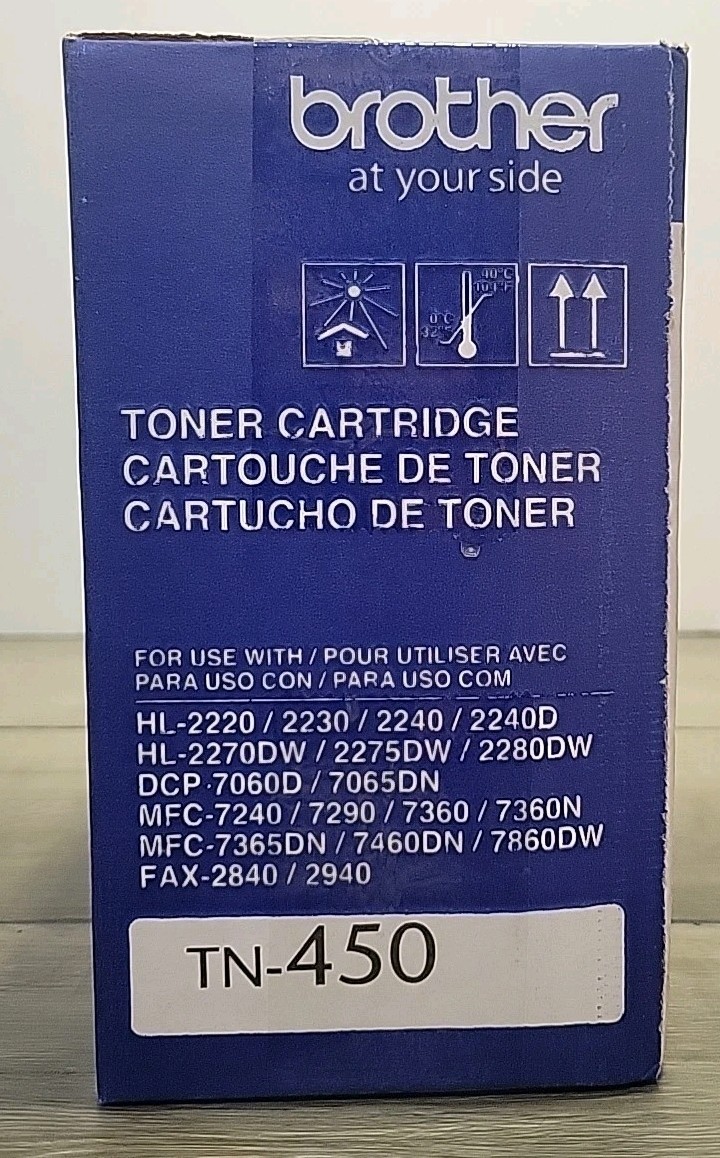 brother
at your side
40°C
104°F
0°C
32°F
TONER CARTRIDGE
CARTOUCHE DE TONER
CARTUCHO DE TONER
FOR USE WITH / POUR UTILISER AVEC
PARA USO CON / PARA USO COM
HL-2220 / 2230 / 2240 / 2240D
HL-2270DW / 2275DW / 2280DW
DCP-7060D / 7065DN
MFC-7240 / 7290 / 7360 / 7360N
MFC-7365DN / 7460DN / 7860DW
FAX-2840 / 2940
TN-450